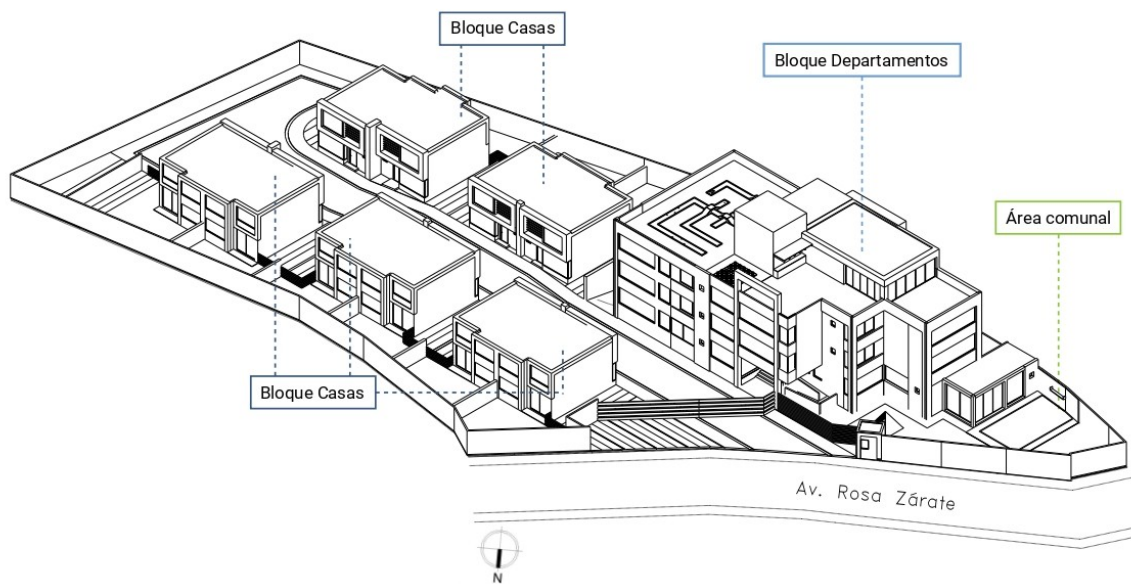 Bloque Casas
Bloque Departamentos
Área comunal
Bloque Casas
Av. Rosa Zárate
N